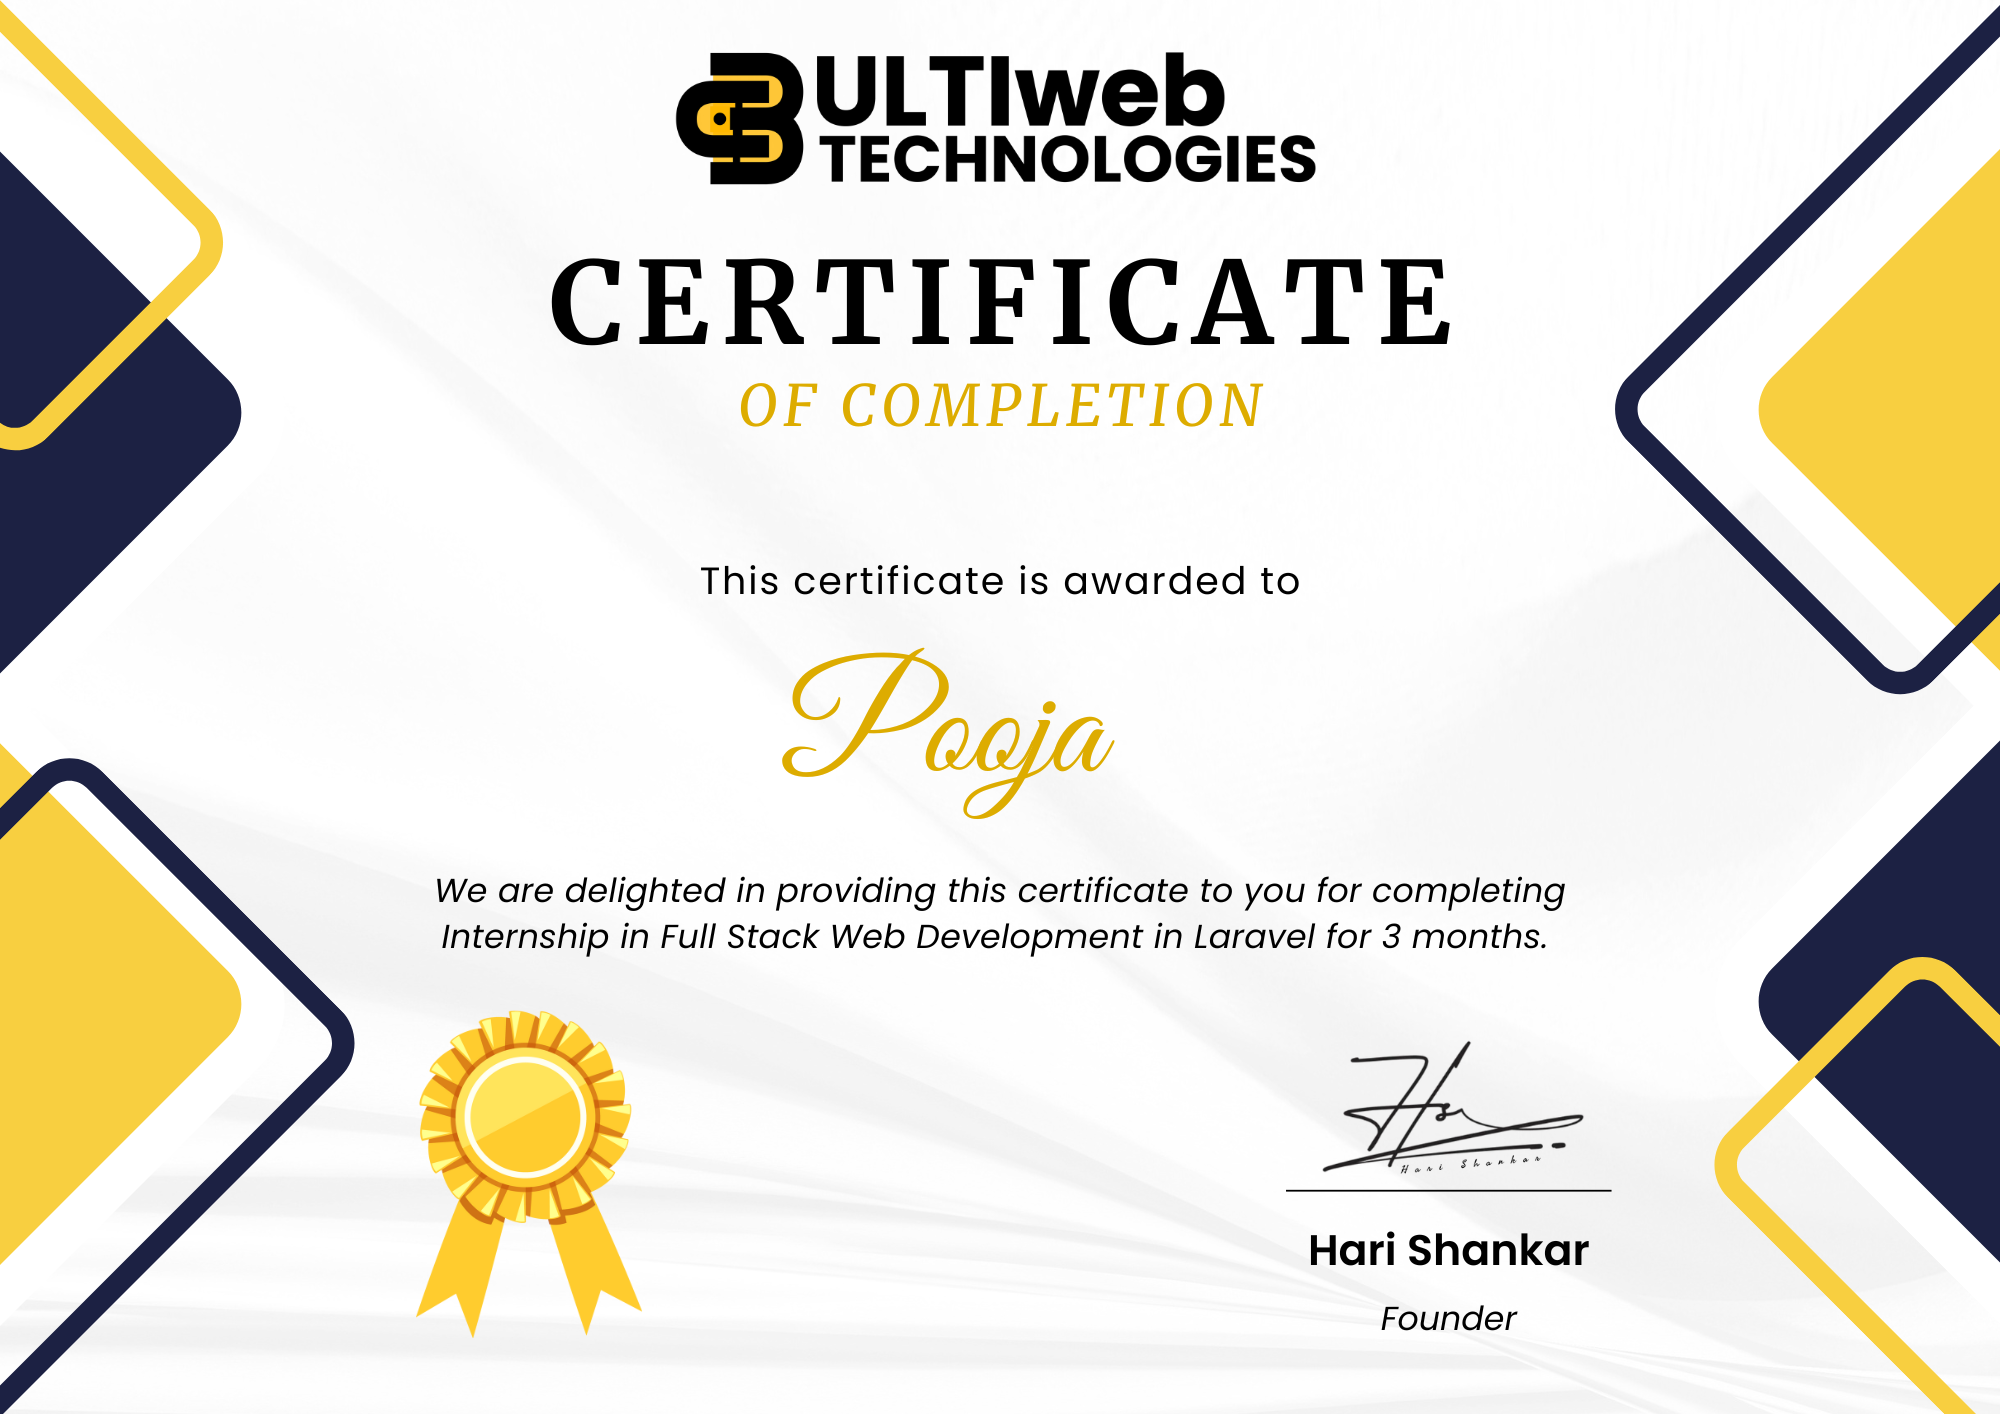 BULTIweb
TECHNOLOGIES
CERTIFICATE
OF COMPLETION
This certificate is awarded to
Pooja
We are delighted in providing this certificate to you for completing
Internship in Full Stack Web Development in Laravel for 3 months.
Hs
Hari Shankar
Hari Shankar
Founder